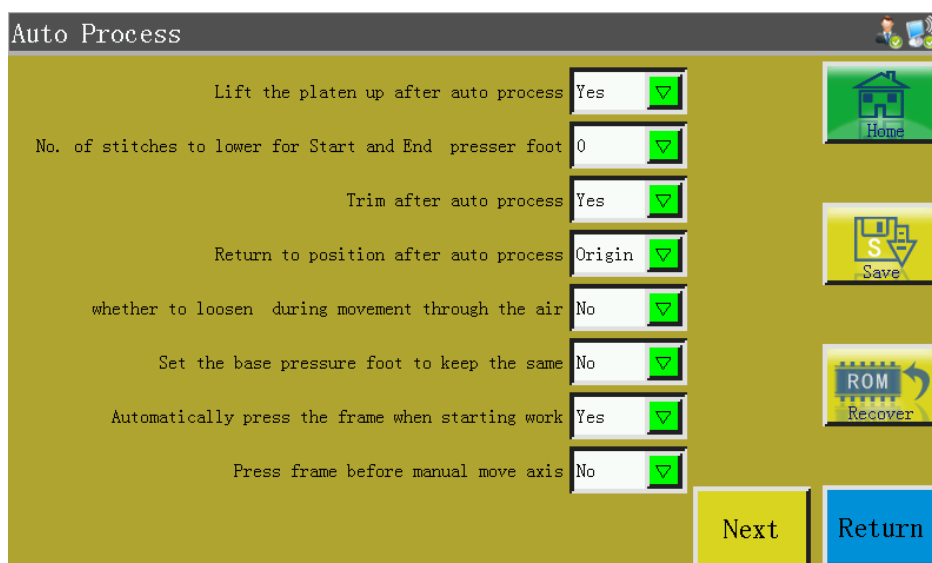 Auto Process
Lift the platen up after auto process Yes
No. of stitches to lower for Start and End presser foot 0
Trim after auto process Yes
Return to position after auto process Origin
whether to loosen during movement through the air No
Set the base pressure foot to keep the same No
Automatically press the frame when starting work Yes
Press frame before manual move axis No
Home
S
Save
ROM
Recover
Next
Return